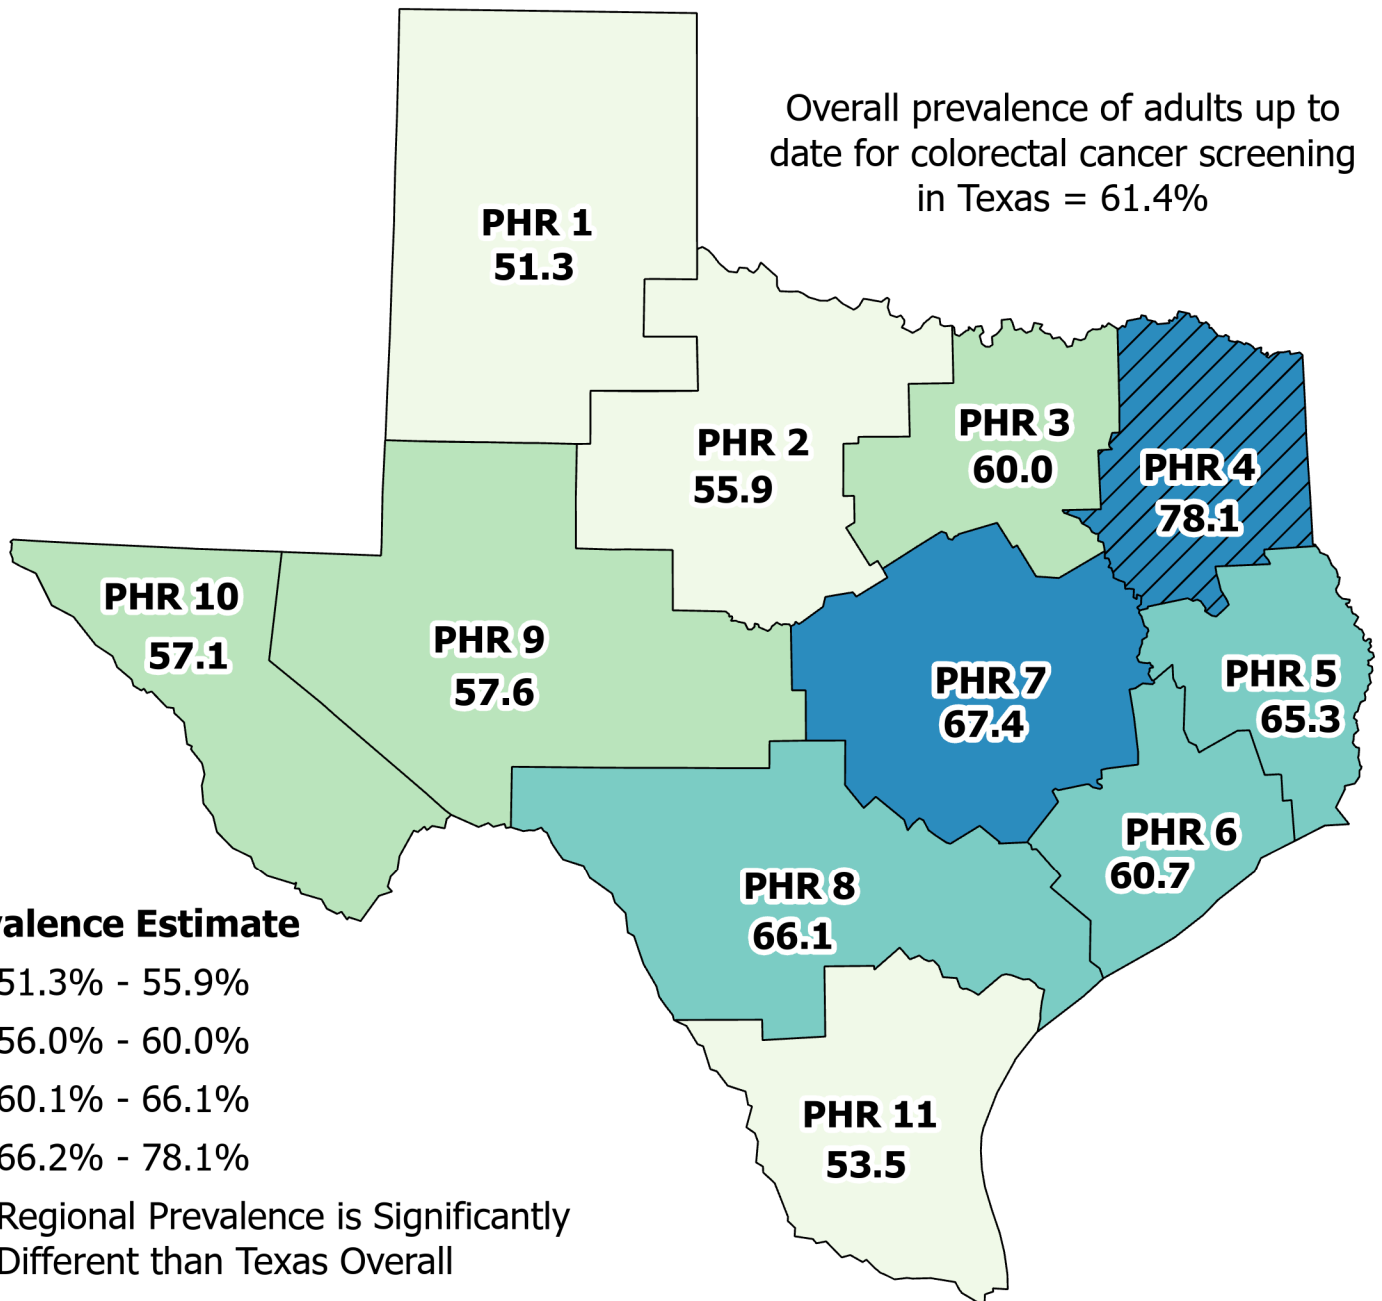 Overall prevalence of adults up to
date for colorectal cancer screening
in Texas = 61.4%
PHR 1
51.3
PHR 2
55.9
PHR 3
60.0
PHR 4
78.1
PHR 10
57.1
PHR 9
57.6
PHR 7
67.4
PHR 5
65.3
PHR 6
60.7
PHR 8
66.1
PHR 11
53.5
valence Estimate
51.3% - 55.9%
56.0% - 60.0%
60.1% - 66.1%
66.2% - 78.1%
Regional Prevalence is Significantly
Different than Texas Overall